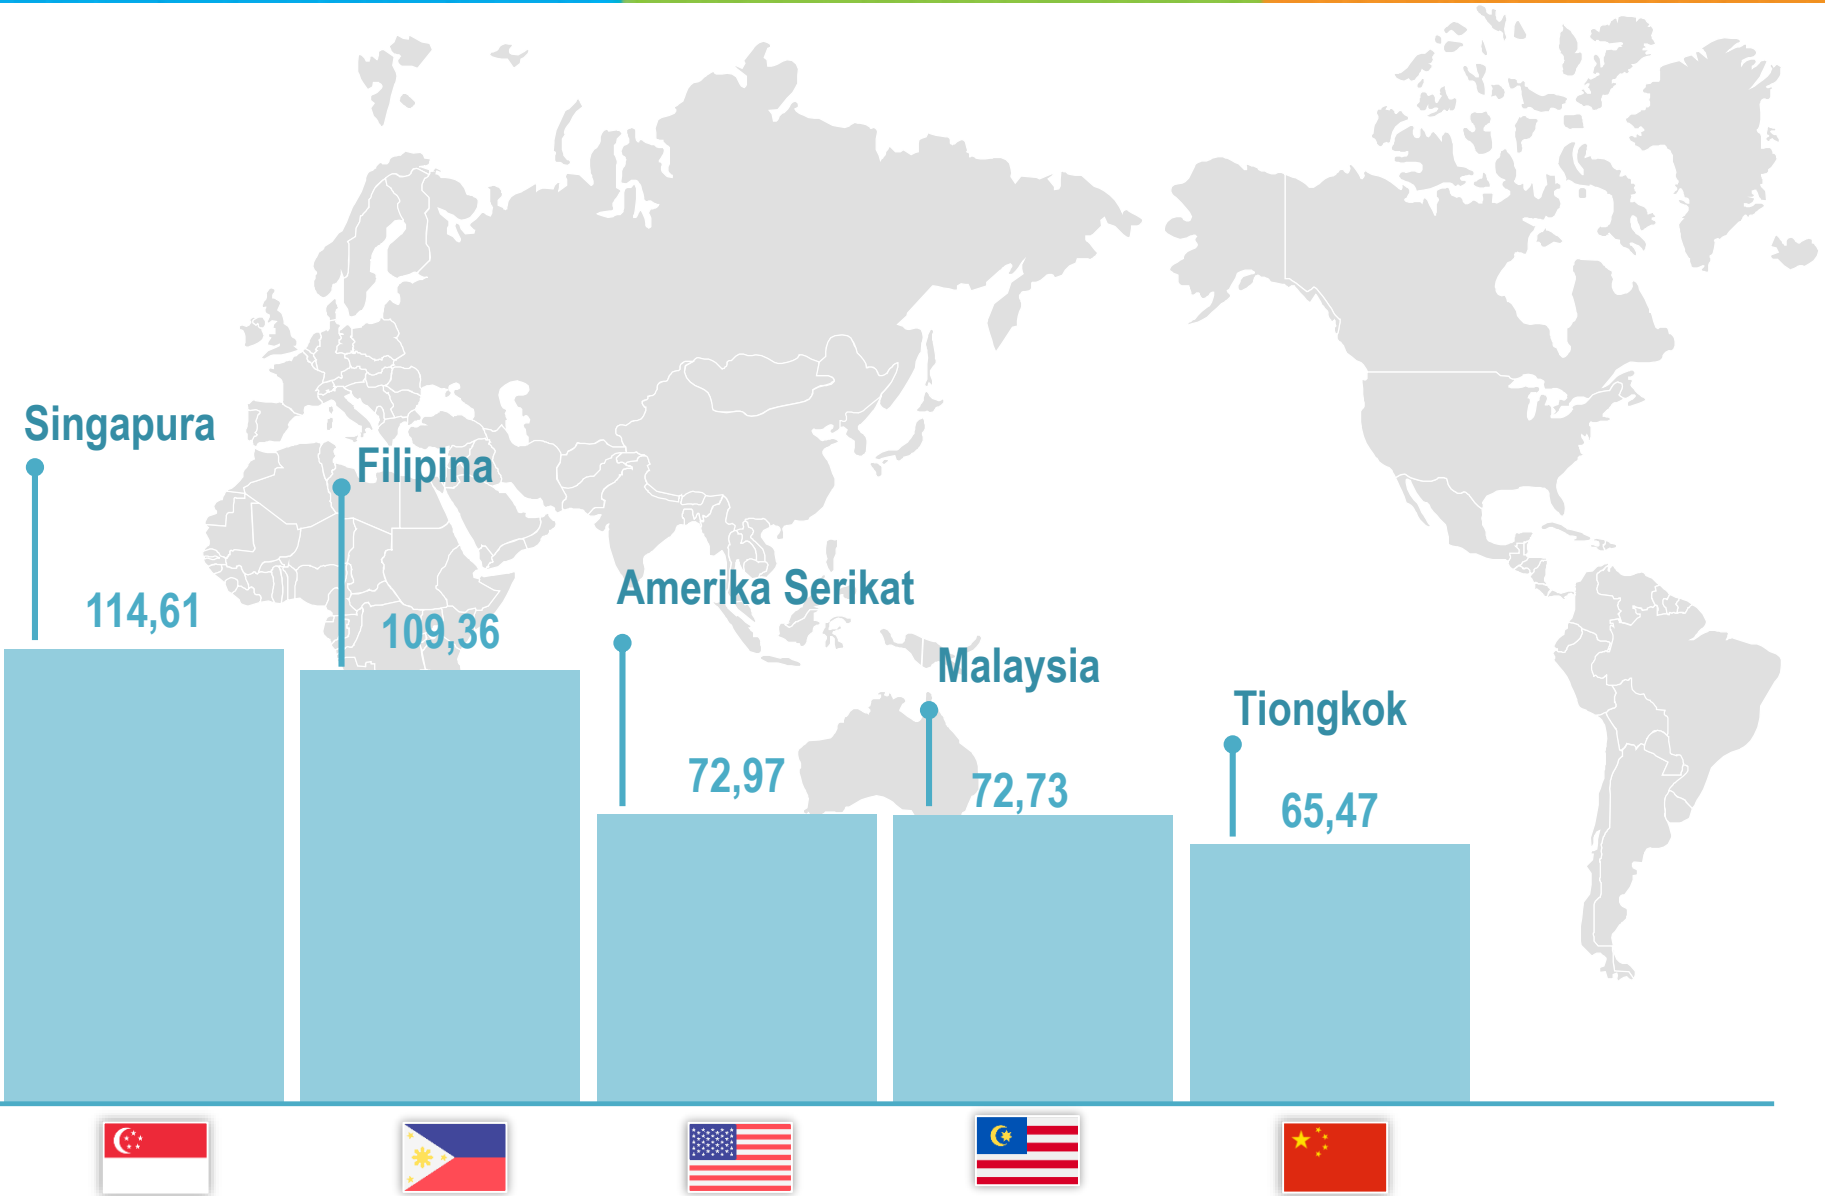 Singapura
114,61
Filipina
109,36
Amerika Serikat
72,97
Malaysia
72,73
Tiongkok
65,47